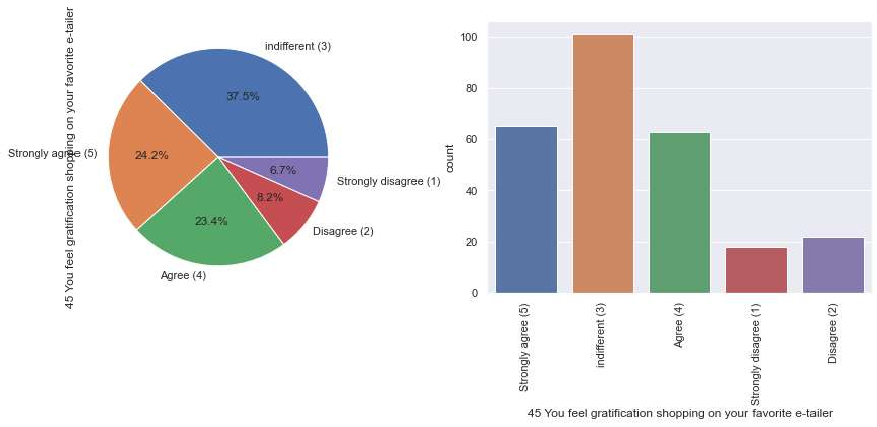 45 You feel gratification shopping on your favorite e-tailer
indifferent (3)
37.5%
Strongly agree (5)
24.2%
6.7%
Strongly disagree (1)
8.2%
Disagree (2)
23.4%
Agree (4)
count
100
80
60
40
20
0
Strongly agree (5)
indifferent (3)
Agree (4)
Strongly disagree (1)
Disagree (2)
45 You feel gratification shopping on your favorite e-tailer